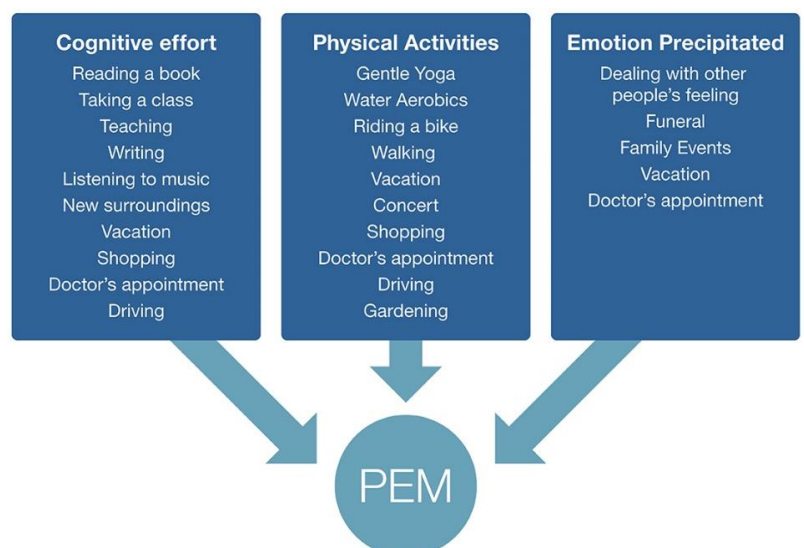 Cognitive effort
Reading a book
Taking a class
Teaching
Writing
Listening to music
New surroundings
Vacation
Shopping
Doctor's appointment
Driving
Physical Activities
Gentle Yoga
Water Aerobics
Riding a bike
Walking
Vacation
Concert
Shopping
Doctor's appointment
Driving
Gardening
Emotion Precipitated
Dealing with other
people's feeling
Funeral
Family Events
Vacation
Doctor's appointment
PEM